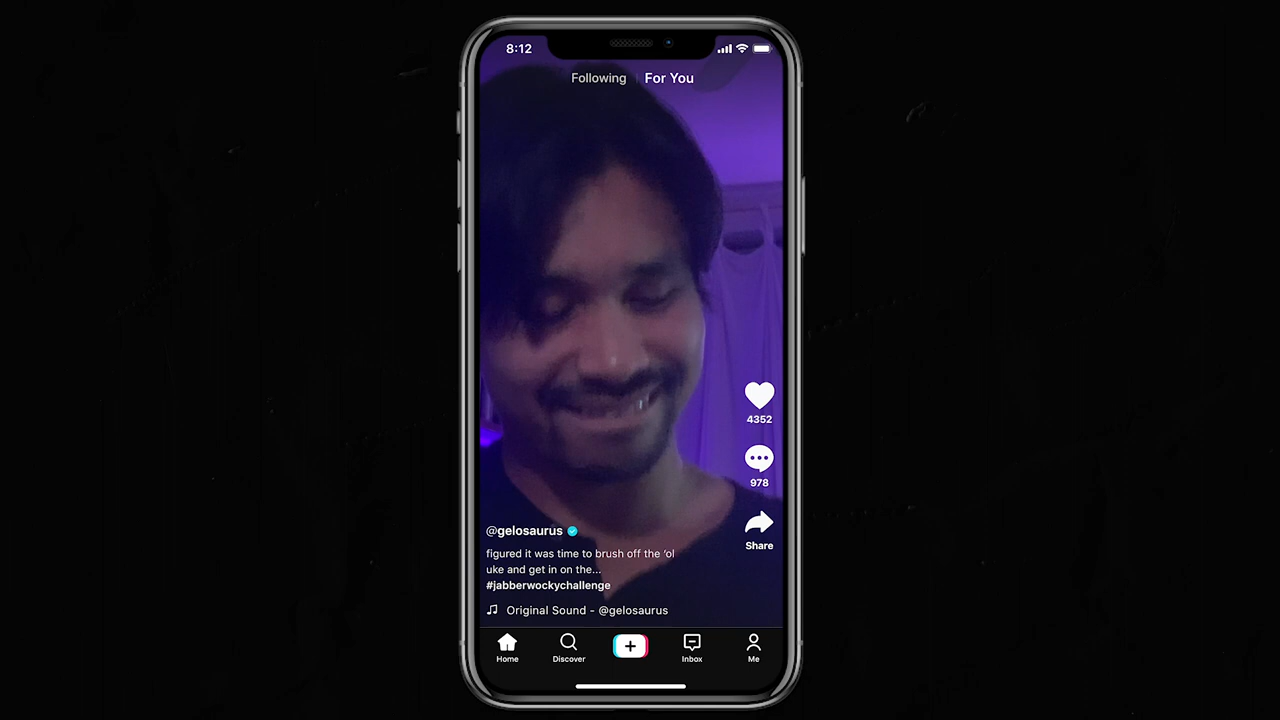 8:12
Following
For You
4352
978
Share
@gelosaurus
figured it was time to brush off the ‘ol
uke and get in on the...
#jabberwockychallenge
Original Sound - @gelosaurus
Home
Discover
Inbox
Me